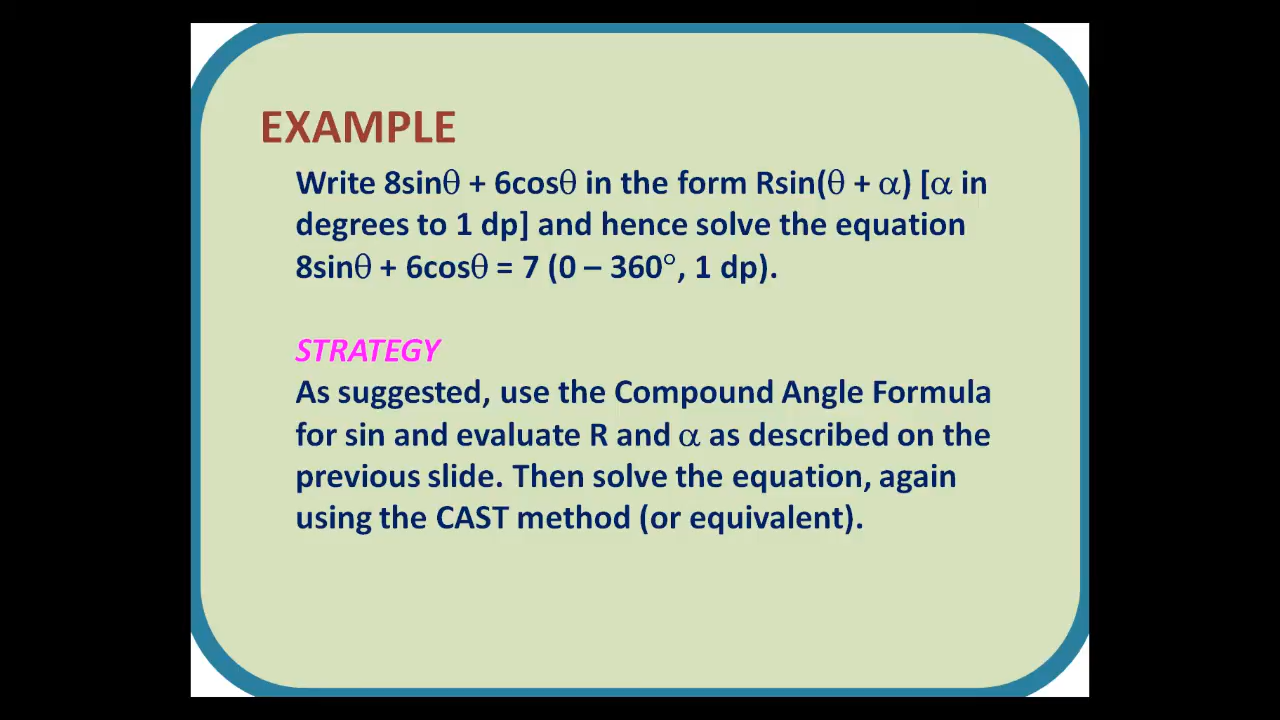 EXAMPLE
Write 8sinθ + 6cosθ in the form Rsin(θ + α) [α in
degrees to 1 dp] and hence solve the equation
8sinθ + 6cosθ = 7 (0 – 360°, 1 dp).
STRATEGY
As suggested, use the Compound Angle Formula
for sin and evaluate R and α as described on the
previous slide. Then solve the equation, again
using the CAST method (or equivalent).